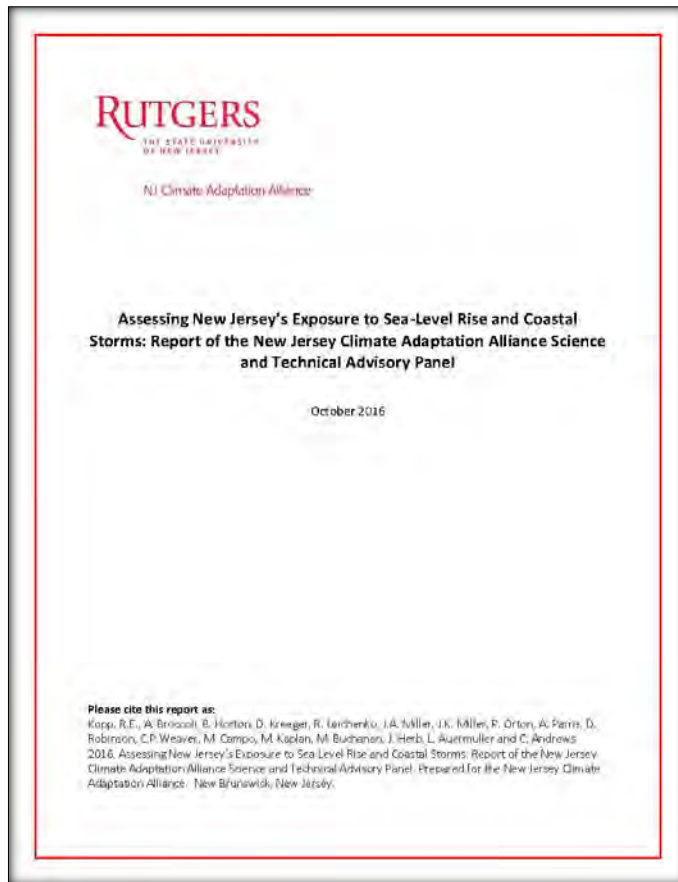 RUTGERS
THE STATE UNIVERSITY
OF NEW JERSEY
NJ Climate Adaptation Alliance
Assessing New Jersey's Exposure to Sea-Level Rise and Coastal
Storms: Report of the New Jersey Climate Adaptation Alliance Science
and Technical Advisory Panel
October 2016
Please cite this report as:
Kopp, R.E., A. Broccoli, B. Horton, D. Kreeger, R. Leichenko, J.A. Miller, J.K. Miller, P. Orton, A. Parris, D.
Robinson, C.P. Weaver, M. Campo, M. Kaplan, M. Buchanan, J. Herb, L. Auermuller and C. Andrews.
2016. Assessing New Jersey's Exposure to Sea-Level Rise and Coastal Storms: Report of the New Jersey
Climate Adaptation Alliance Science and Technical Advisory Panel. Prepared for the New Jersey Climate
Adaptation Alliance. New Brunswick, New Jersey.